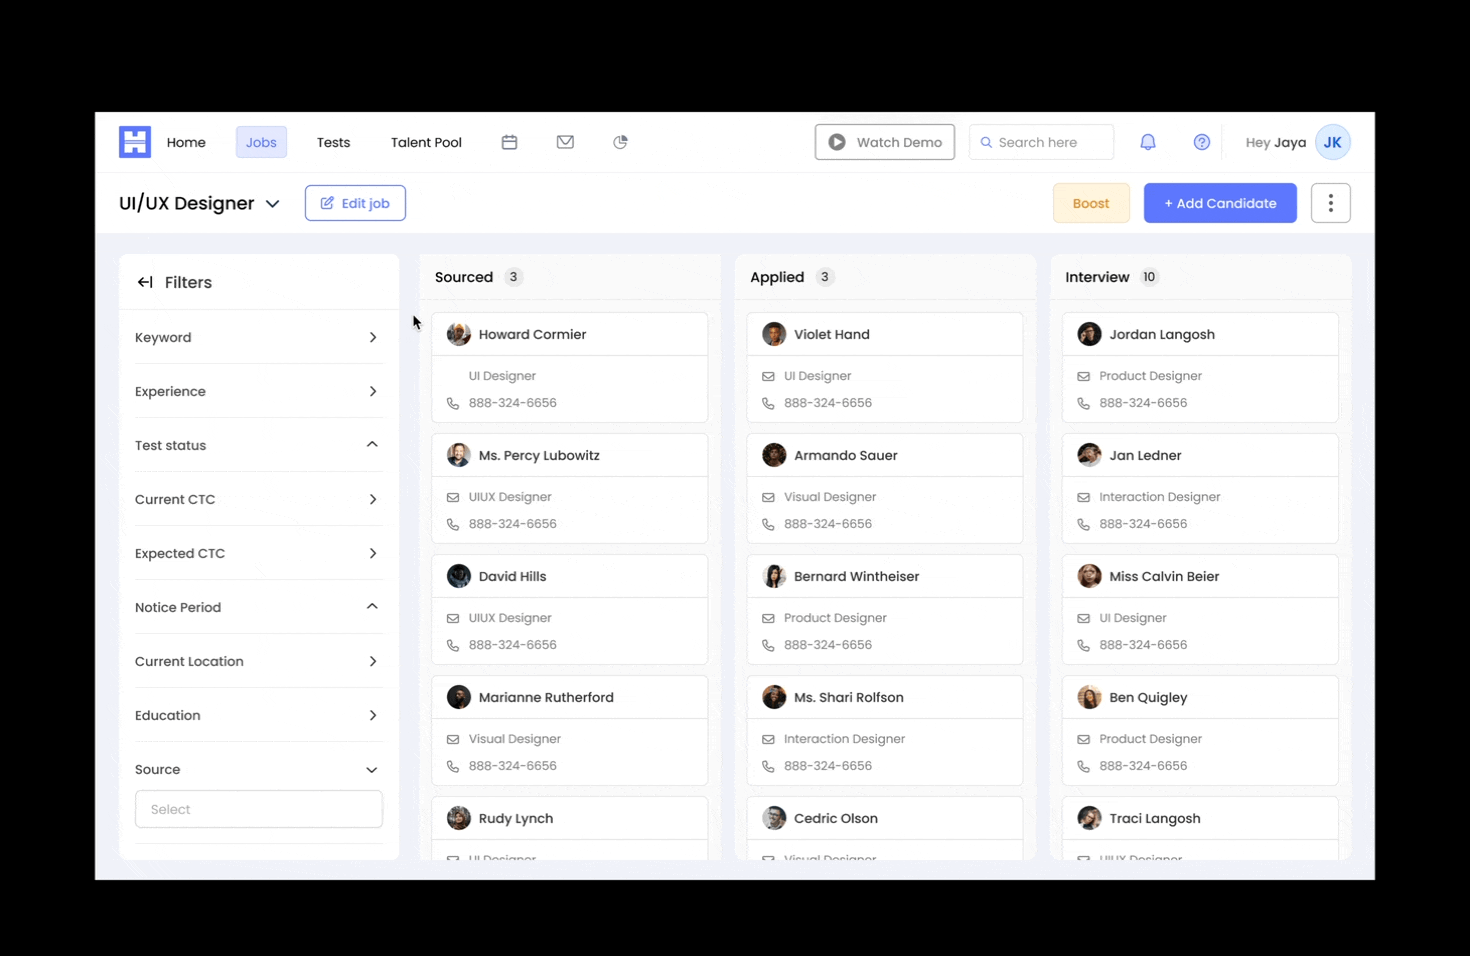 Home
Jobs
Tests
Talent Pool
Watch Demo
Search here
Hey Jaya
JK
UI/UX Designer
Edit job
Boost
+ Add Candidate
Filters
Keyword
Experience
Test status
Current CTC
Expected CTC
Notice Period
Current Location
Education
Source
Select
Sourced 3
Howard Cormier
UI Designer
888-324-6656
Ms. Percy Lubowitz
UIUX Designer
888-324-6656
David Hills
UIUX Designer
888-324-6656
Marianne Rutherford
Visual Designer
888-324-6656
Rudy Lynch
UI Designer
Applied 3
Violet Hand
UI Designer
888-324-6656
Armando Sauer
Visual Designer
888-324-6656
Bernard Wintheiser
Product Designer
888-324-6656
Ms. Shari Rolfson
Interaction Designer
888-324-6656
Cedric Olson
Visual Designer
Interview 10
Jordan Langosh
Product Designer
888-324-6656
Jan Ledner
Interaction Designer
888-324-6656
Miss Calvin Beier
UI Designer
888-324-6656
Ben Quigley
Product Designer
888-324-6656
Traci Langosh
UIUX Designer